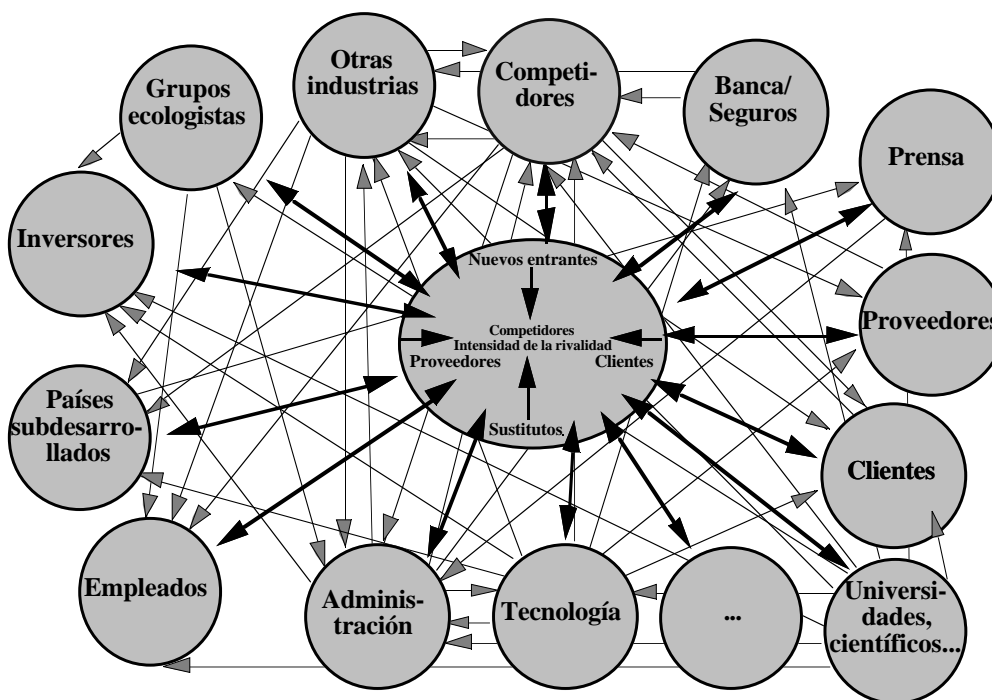 Otras
industrias
Competi-
dores
Grupos
ecologistas
Banca/
Seguros
Prensa
Inversores
Nuevos entrantes
Proveedores
Competidores
Intensidad de la rivalidad
Proveedores
Clientes
Países
subdesarro-
llados
Sustitutos
Clientes
Empleados
Adminis-
tración
Tecnología
...
Universi-
dades,
científicos...